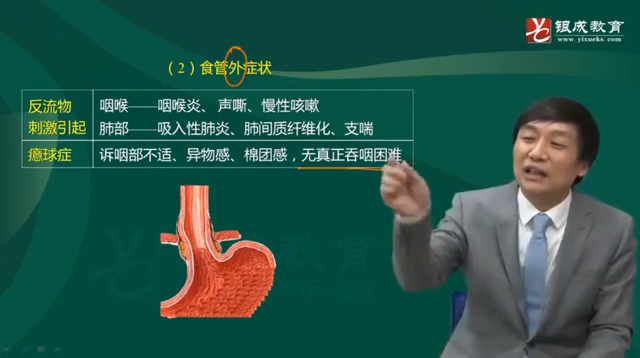 银成教育
www.yixueks.com
(2)食管外症状
反流物
刺激引起
咽喉——咽喉炎、声嘶、慢性咳嗽
肺部——吸入性肺炎、肺间质纤维化、支喘
癔球症
诉咽部不适、异物感、棉团感，无真正吞咽困难